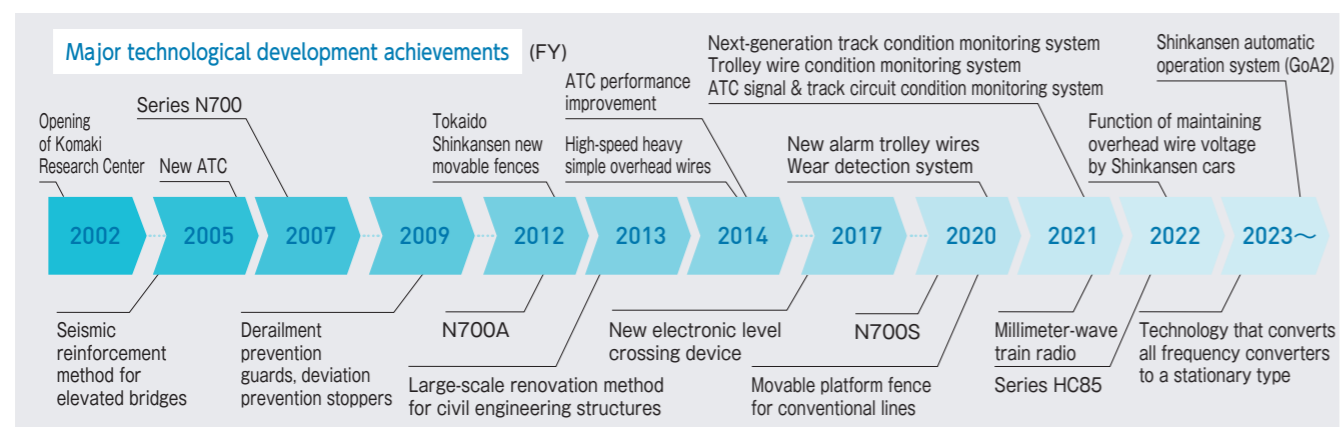 Major technological development achievements (FY)
Opening
of Komaki
Research Center
New ATC
Series N700
Tokaido
Shinkansen new
movable fences
ATC performance
improvement
High-speed heavy
simple overhead wires
Next-generation track condition monitoring system
Trolley wire condition monitoring system
ATC signal & track circuit condition monitoring system
New alarm trolley wires
Wear detection system
Function of maintaining
overhead wire voltage
by Shinkansen cars
Shinkansen automatic
operation system (GoA2)
2002 2005 2007 2009 2012 2013 2014 2017 2020 2021 2022 2023～
Seismic
reinforcement
method for
elevated bridges
Derailment
prevention
guards, deviation
prevention stoppers
N700A
Large-scale renovation method
for civil engineering structures
New electronic level
crossing device
N700S
Movable platform fence
for conventional lines
Millimeter-wave
train radio
Series HC85
Technology that converts
all frequency converters
to a stationary type